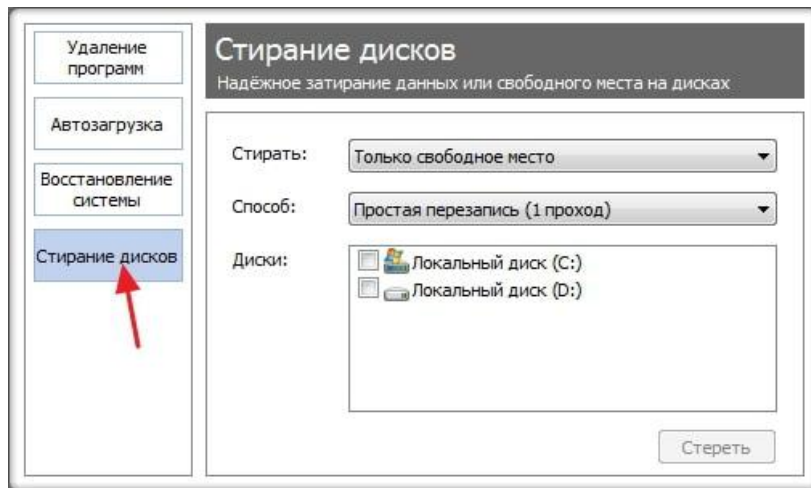 Удаление
программ
Автозагрузка
Восстановление
системы
Стирание дисков
Стирание дисков
Надёжное затирание данных или свободного места на дисках
Стирать:
Только свободное место
Способ:
Простая перезапись (1 проход)
Диски:
Локальный диск (C:)
Локальный диск (D:)
Стереть